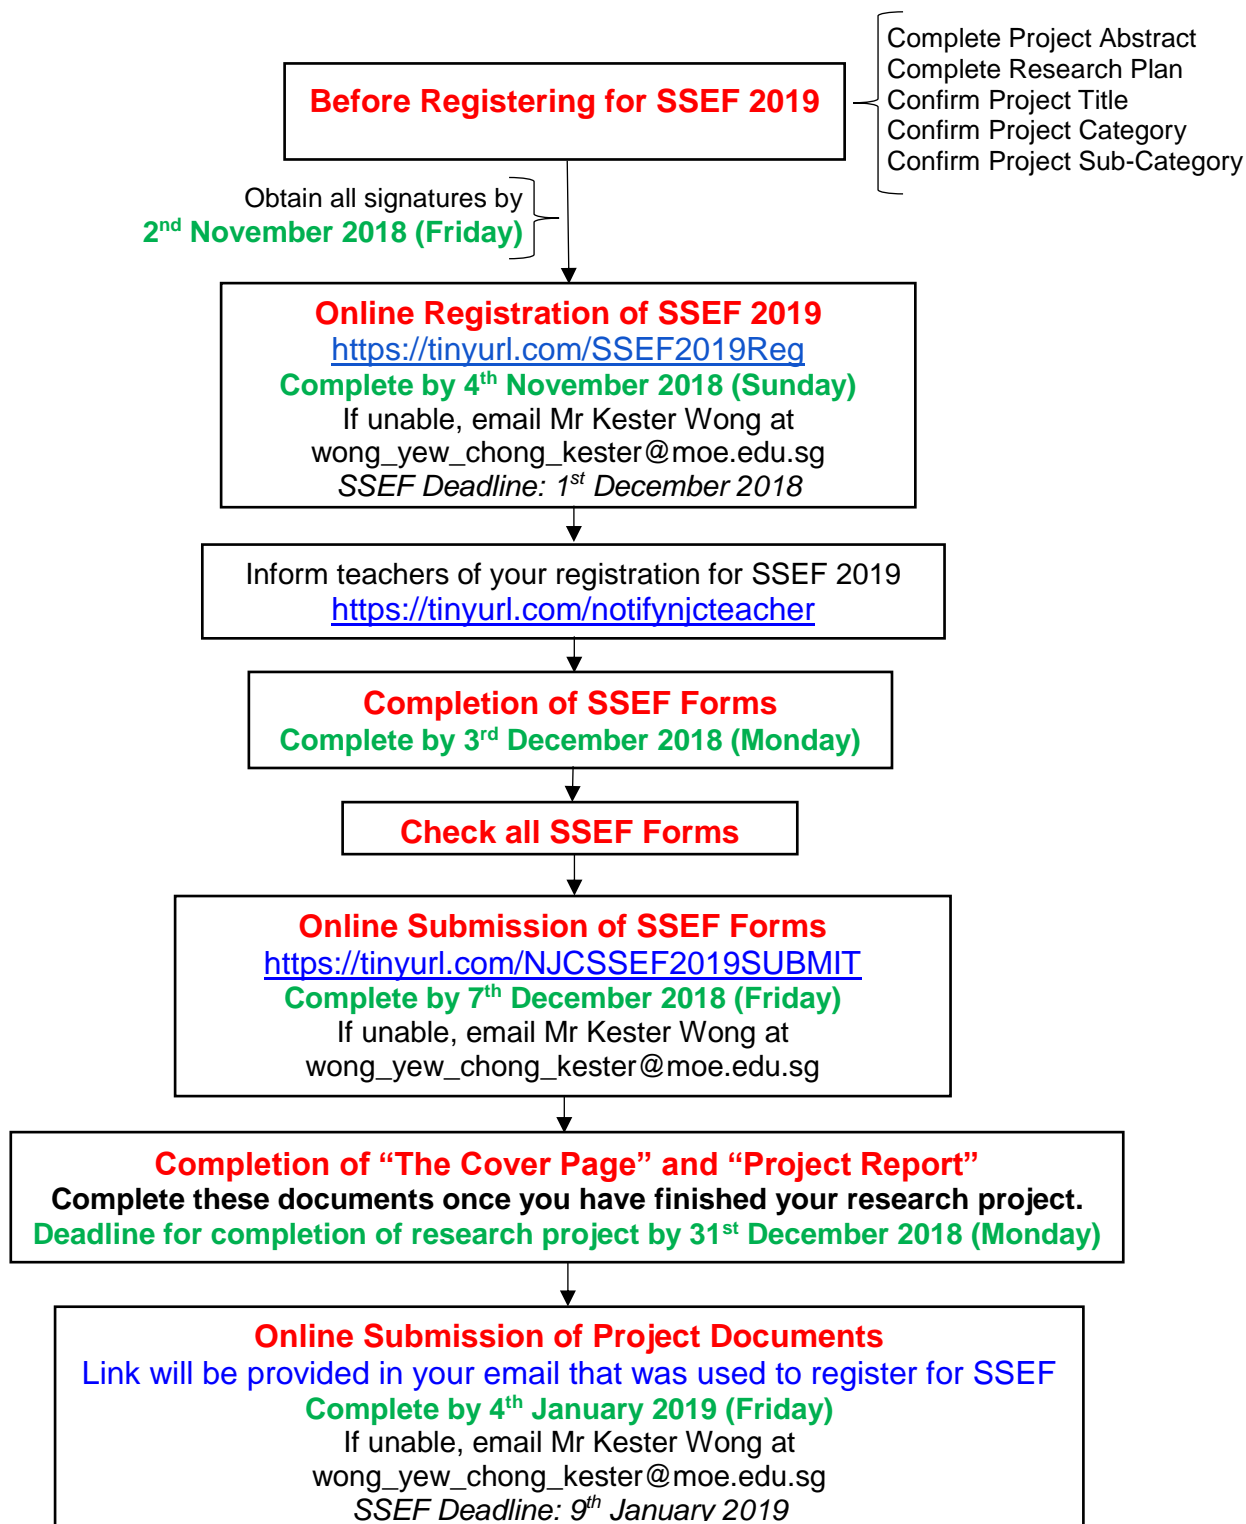 Complete Project Abstract
Complete Research Plan
Confirm Project Title
Confirm Project Category
Confirm Project Sub-Category
Before Registering for SSEF 2019
Obtain all signatures by
2nd November 2018 (Friday)
Online Registration of SSEF 2019
https://tinyurl.com/SSEF2019Reg
Complete by 4th November 2018 (Sunday)
If unable, email Mr Kester Wong at
wong_yew_chong_kester@moe.edu.sg
SSEF Deadline: 1st December 2018
Inform teachers of your registration for SSEF 2019
https://tinyurl.com/notifynjcteacher
Completion of SSEF Forms
Complete by 3rd December 2018 (Monday)
Check all SSEF Forms
Online Submission of SSEF Forms
https://tinyurl.com/NJCSSEF2019SUBMIT
Complete by 7th December 2018 (Friday)
If unable, email Mr Kester Wong at
wong_yew_chong_kester@moe.edu.sg
Completion of “The Cover Page” and “Project Report”
Complete these documents once you have finished your research project.
Deadline for completion of research project by 31st December 2018 (Monday)
Online Submission of Project Documents
Link will be provided in your email that was used to register for SSEF
Complete by 4th January 2019 (Friday)
If unable, email Mr Kester Wong at
wong_yew_chong_kester@moe.edu.sg
SSEF Deadline: 9th January 2019